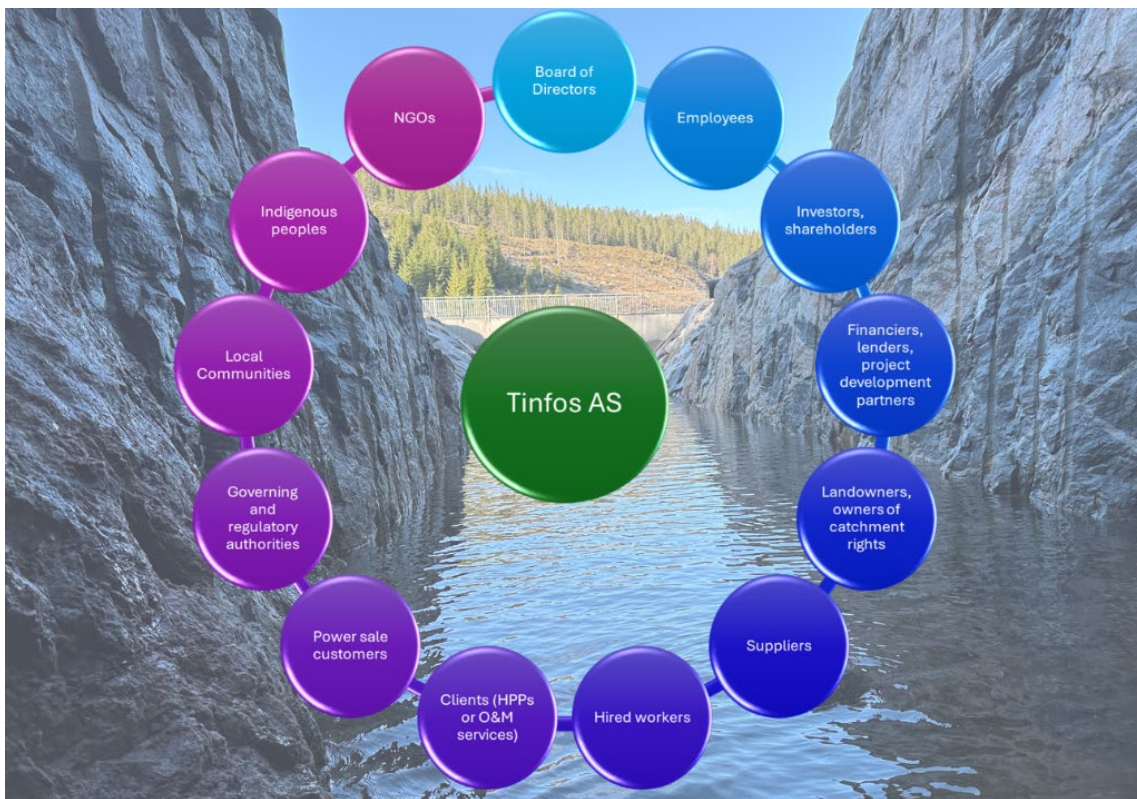 Board of
Directors
Employees
Investors,
shareholders
Financiers,
lenders,
project
development
partners
Landowners,
owners of
catchment
rights
Suppliers
Hired workers
Clients (HPPs
or O&M
services)
Power sale
customers
Governing
and
regulatory
authorities
Local
Communities
Indigenous
peoples
NGOs
Tinfos AS